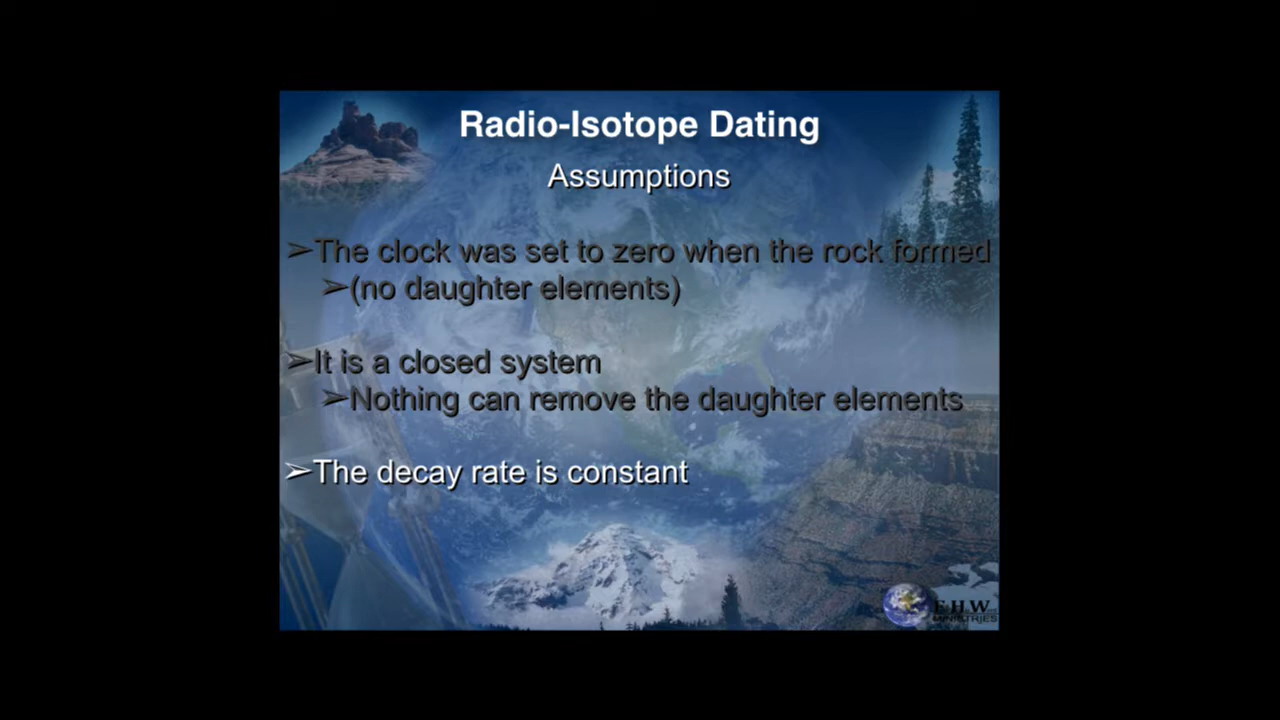 Radio-Isotope Dating
Assumptions
➢The clock was set to zero when the rock formed
➢(no daughter elements)
➢It is a closed system
➢Nothing can remove the daughter elements
➢The decay rate is constant
E H W
MINISTRIES